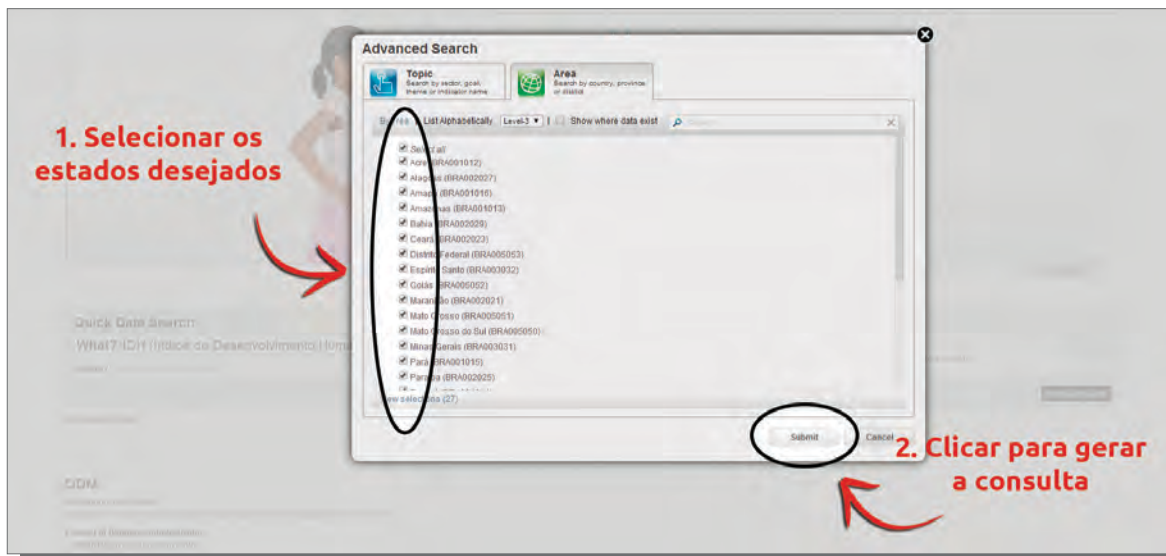 Advanced Search
Topic
Search by sector, goal,
theme or indicator name
Area
Search by country, province
or district
1. Selecionar os
estados desejados
List Alphabetically Level-3 Show where data exist
Select all
Acre (BRA001012)
Alagoas (BRA002027)
Amapá (BRA001016)
Amazonas (BRA001013)
Bahia (BRA002029)
Ceará (BRA002023)
Distrito Federal (BRA005053)
Espírito Santo (BRA003032)
Goiás (BRA005052)
Maranhão (BRA002021)
Mato Grosso (BRA005051)
Mato Grosso do Sul (BRA005050)
Minas Gerais (BRA003031)
Pará (BRA001015)
Paraíba (BRA002025)
selections (27)
Quick Data Search
What? IDH (Índice de Desenvolvimento
Submit
Cancel
2. Clicar para gerar
a consulta
ODM